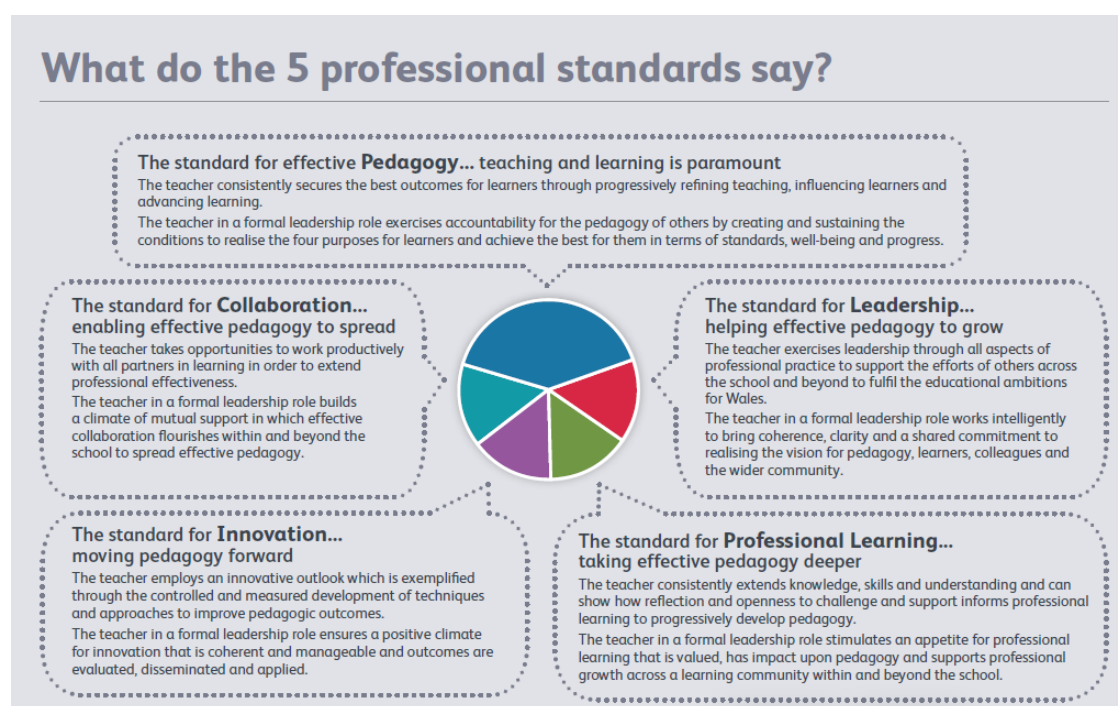 What do the 5 professional standards say?
The standard for effective Pedagogy... teaching and learning is paramount
The teacher consistently secures the best outcomes for learners through progressively refining teaching, influencing learners and
advancing learning.
The teacher in a formal leadership role exercises accountability for the pedagogy of others by creating and sustaining the
conditions to realise the four purposes for learners and achieve the best for them in terms of standards, well-being and progress.
The standard for Collaboration...
enabling effective pedagogy to spread
The teacher takes opportunities to work productively
with all partners in learning in order to extend
professional effectiveness.
The teacher in a formal leadership role builds
a climate of mutual support in which effective
collaboration flourishes within and beyond the
school to spread effective pedagogy.
The standard for Leadership...
helping effective pedagogy to grow
The teacher exercises leadership through all aspects of
professional practice to support the efforts of others across
the school and beyond to fulfil the educational ambitions
for Wales.
The teacher in a formal leadership role works intelligently
to bring coherence, clarity and a shared commitment to
realising the vision for pedagogy, learners, colleagues and
the wider community.
The standard for Innovation...
moving pedagogy forward
The teacher employs an innovative outlook which is exemplified
through the controlled and measured development of techniques
and approaches to improve pedagogic outcomes.
The teacher in a formal leadership role ensures a positive climate
for innovation that is coherent and manageable and outcomes are
evaluated, disseminated and applied.
The standard for Professional Learning...
taking effective pedagogy deeper
The teacher consistently extends knowledge, skills and understanding and can
show how reflection and openness to challenge and support informs professional
learning to progressively develop pedagogy.
The teacher in a formal leadership role stimulates an appetite for professional
learning that is valued, has impact upon pedagogy and supports professional
growth across a learning community within and beyond the school.